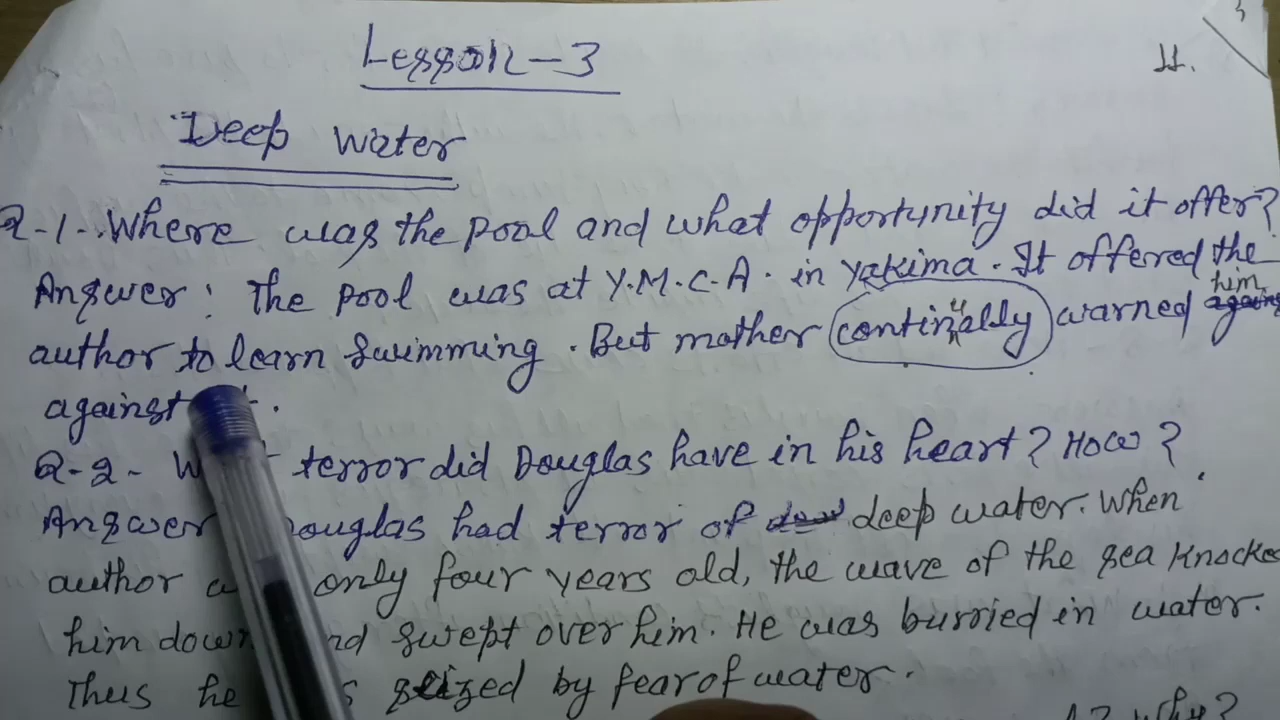 Lesson-3
11.
Deep Water
Q-1-. Where was the pool and what opportunity did it offer?
Answer: The pool was at Y.M.C.A. in Yakima. It offered the
author to learn swimming. But mother continually warned him
against .
Q-2- terror did Douglas have in his heart? How?
Answer Douglas had terror of deep water. When
author only four years old, the wave of the sea knocked
him down and swept over him. He was burried in water.
Thus he seized by fear of water.
Why?